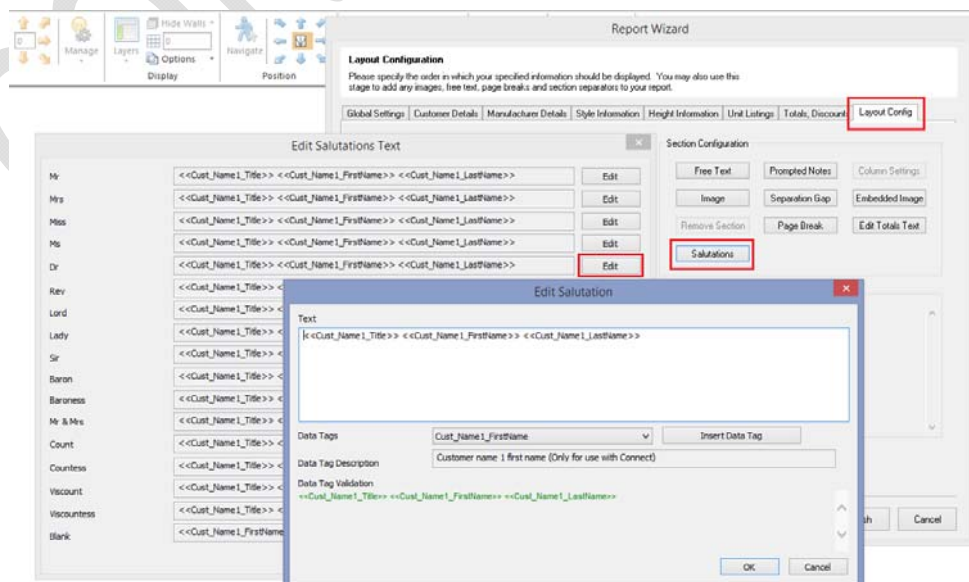 Hide Walls
0
0
Manage
Layers
Options
Navigate
Display
Position
Report Wizard
Layout Configuration
Please specify the order in which your specified information should be displayed. You may also use this
stage to add any images, free text, page breaks and section separators to your report.
Global Settings
Customer Details
Manufacturer Details
Style Information
Height Information
Unit Listings
Totals, Discounts
Layout Config
Section Configuration
Free Text
Prompted Notes
Column Settings
Image
Separation Gap
Embedded Image
Remove Section
Page Break
Edit Totals Text
Salutations
Cancel
Edit Salutations Text
Mr <<Cust_Name1_Title>> <<Cust_Name1_FirstName>> <<Cust_Name1_LastName>> Edit
Mrs <<Cust_Name1_Title>> <<Cust_Name1_FirstName>> <<Cust_Name1_LastName>> Edit
Miss <<Cust_Name1_Title>> <<Cust_Name1_FirstName>> <<Cust_Name1_LastName>> Edit
Ms <<Cust_Name1_Title>> <<Cust_Name1_FirstName>> <<Cust_Name1_LastName>> Edit
Dr <<Cust_Name1_Title>> <<Cust_Name1_FirstName>> <<Cust_Name1_LastName>> Edit
Rev <<Cust_Name1_Title>> <
Lord <<Cust_Name1_Title>> <
Lady <<Cust_Name1_Title>> <
Sir <<Cust_Name1_Title>> <
Baron <<Cust_Name1_Title>> <
Baroness <<Cust_Name1_Title>> <
Mr & Mrs <<Cust_Name1_Title>> <
Count <<Cust_Name1_Title>> <
Countess <<Cust_Name1_Title>> <
Viscount <<Cust_Name1_Title>> <
Viscountess <<Cust_Name1_Title>> <
Blank <<Cust_Name1_FirstName
Edit Salutation
Text
<<Cust_Name1_Title>> <<Cust_Name1_FirstName>> <<Cust_Name1_LastName>>
Data Tags Cust_Name1_FirstName Insert Data Tag
Data Tag Description Customer name 1 first name (Only for use with Connect)
Data Tag Validation
<<Cust_Name1_Title>> <<Cust_Name1_FirstName>> <<Cust_Name1_LastName>>
OK Cancel